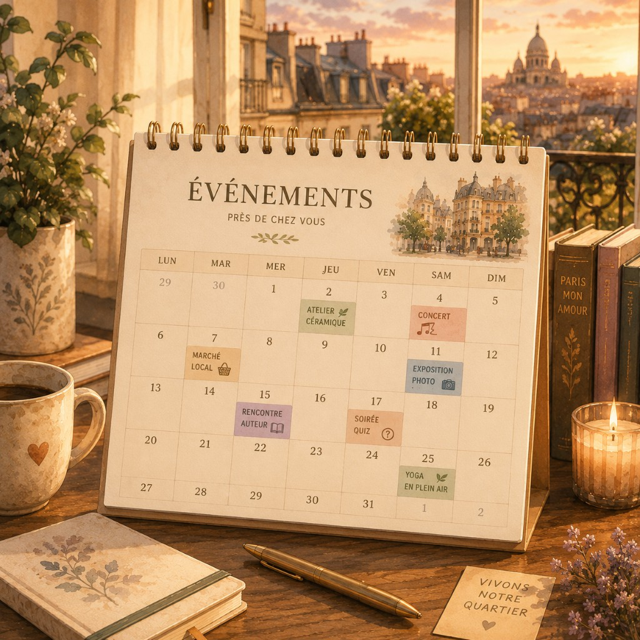 ÉVÉNEMENTS
PRÈS DE CHEZ VOUS
LUN MAR MER JEU VEN SAM DIM
29 30 1 2 3 4 5
ATELIER
CÉRAMIQUE
CONCERT
6 7 8 9 10 11 12
MARCHÉ
LOCAL
EXPOSITION
PHOTO
13 14 15 16 17 18 19
RENCONTRE
AUTEUR
SOIRÉE
QUIZ
?
20 21 22 23 24 25 26
YOGA
EN PLEIN AIR
27 28 29 30 31 1 2
PARIS
MON
AMOUR
VIVONS
NOTRE
QUARTIER